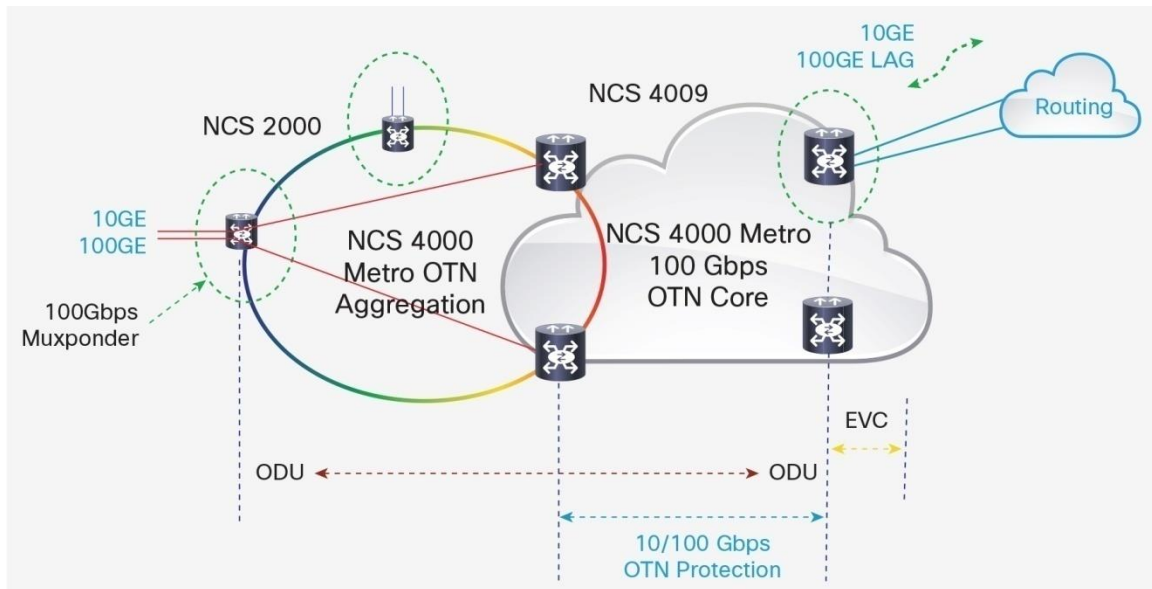 10GE
100GE LAG
Routing
NCS 4009
NCS 2000
10GE
100GE
NCS 4000
Metro OTN
Aggregation
NCS 4000 Metro
100 Gbps
OTN Core
100Gbps
Muxponder
EVC
ODU
ODU
10/100 Gbps
OTN Protection